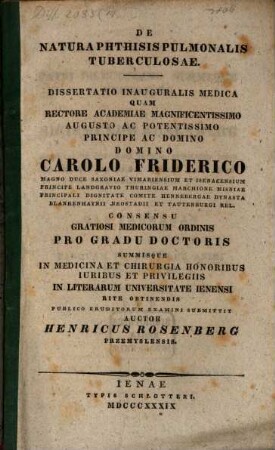 DE
NATURA PHTHISIS PULMONALIS
TUBERCULOSAE.
DISSERTATIO INAUGURALIS MEDICA
QUAM
RECTORE ACADEMIAE MAGNIFICENTISSIMO
AUGUSTO AC POTENTISSIMO
PRINCIPE AC DOMINO
DOMINO
CAROLO FRIDERICO
MAGNO DUCE SAXONIAE VIMARIENSIUM ET ISENACENSIUM
PRINCIPE LANDGRAVIO THURINGIAE MARCHIONE MISNIAE
PRINCIPALI DIGNITATE COMITE HENNEBERGAE DYNASTA
BLANKENHAYNII NEOSTADII ET TAUTENBURGI REL.
CONSENSU
GRATIOSI MEDICORUM ORDINIS
PRO GRADU DOCTORIS
SUMMISQUE
IN MEDICINA ET CHIRURGIA HONORIBUS
IURIBUS ET PRIVILEGIIS
IN LITERARUM UNIVERSITATE IENENSI
RITE OBTINENDIS
PUBLICO ERUDITORUM EXAMINI SUBMITTIT
AUCTOR
HENRICUS ROSENBERG
PRZEMYSLENSIS.
IENAE
TYPIS SCHLOTTERI.
MDCCCXXXIX